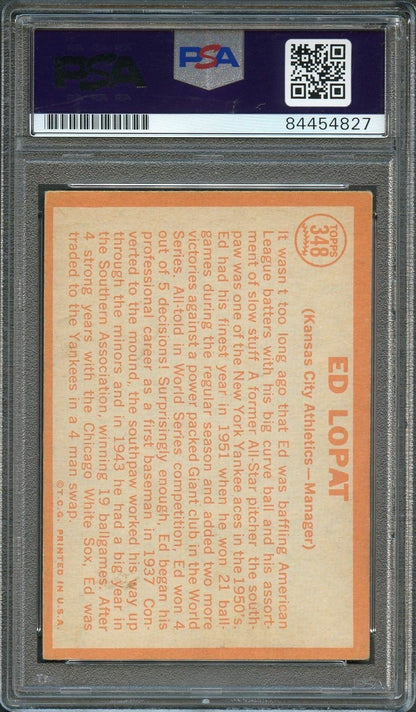 PSA
PSA
84454827
TOPPS
348
ED LOPAT
(Kansas City Athletics—Manager)
It wasn't too long ago that Ed was baffling American
League batters with his big curve ball and his assort-
ment of slow stuff. A former All-Star pitcher, the south-
paw was one of the New York Yankee aces in the 1950's.
Ed had his finest year in 1951 when he won 21 ball-
games during the regular season and added two more
victories against a power packed Giant club in the World
Series. All-told in World Series competition, Ed won 4
out of 5 decisions! Surprisingly enough, Ed began his
professional career as a first baseman in 1937. Con-
verted to the mound, the southpaw worked his way up
through the minors and in 1943 he had a big year in
the Southern Association, winning 19 ballgames. After
4 strong years with the Chicago White Sox, Ed was
traded to the Yankees in a 4 man swap.
©T.C.G. PRINTED IN U.S.A.